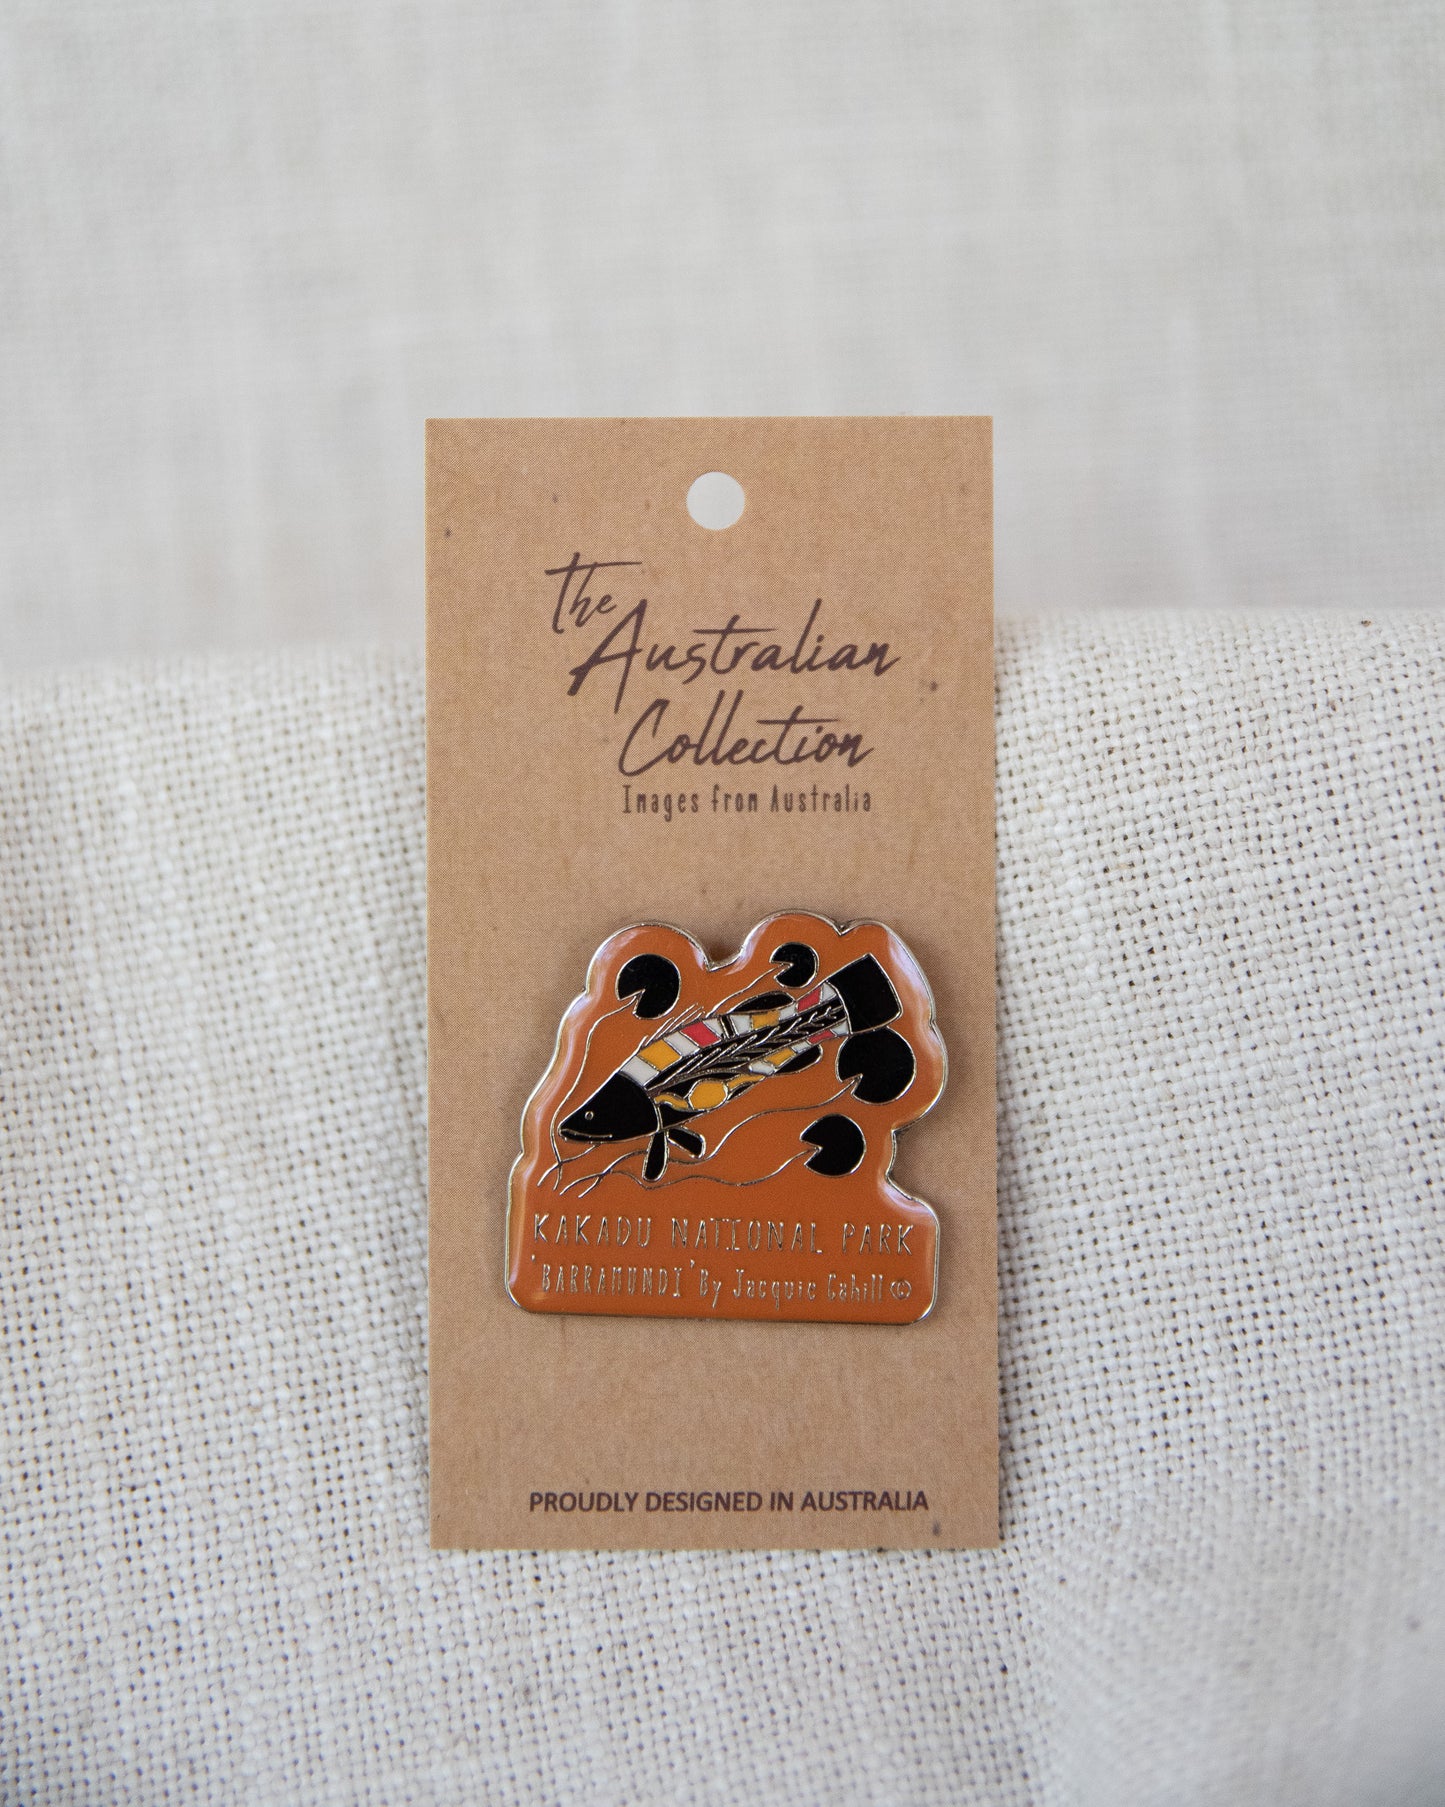 The
Australian
Collection
Images from Australia
KAKADU NATIONAL PARK
'BARRAMUNDI' By Jacquie Cahill ©
PROUDLY DESIGNED IN AUSTRALIA